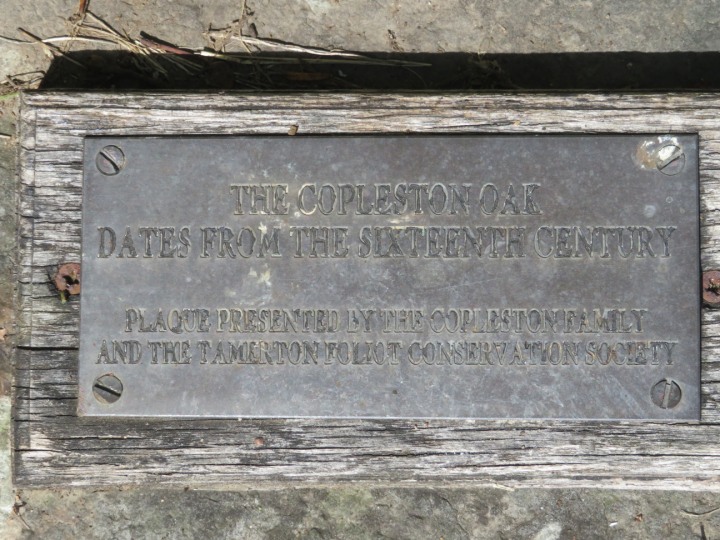 THE COPLESTON OAK
DATES FROM THE SIXTEENTH CENTURY
PLAQUE PRESENTED BY THE COPLESTON FAMILY
AND THE TAMERTON FOLIOT CONSERVATION SOCIETY